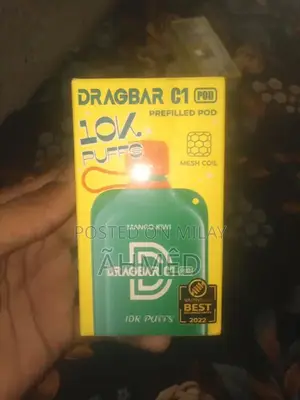 DRAGBAR C1 POD
PREFILLED POD
10K
PUFFS
MESH COIL
MANGO KIWI
POSTED ON MILAY
ÃHMÊD
DRAGBAR C1
10K PUFFS
BEST
2022